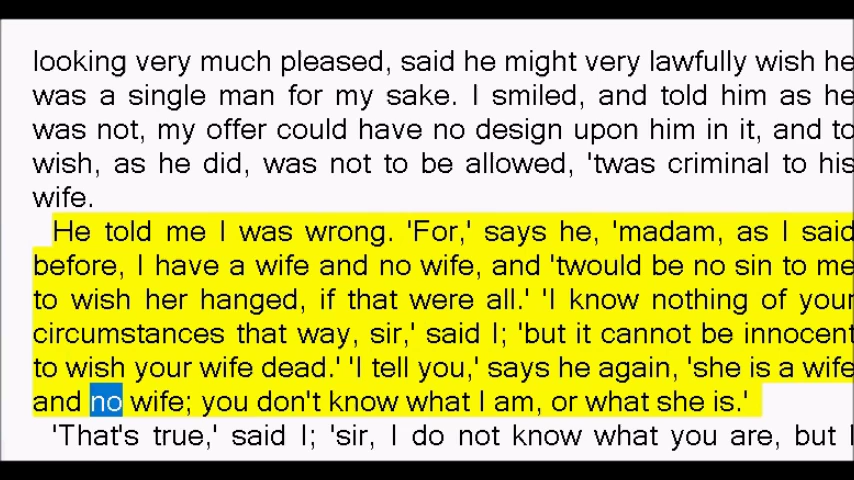 looking very much pleased, said he might very lawfully wish he
was a single man for my sake. I smiled, and told him as he
was not, my offer could have no design upon him in it, and to
wish, as he did, was not to be allowed, 'twas criminal to his
wife.
He told me I was wrong. 'For,' says he, 'madam, as I said
before, I have a wife and no wife, and 'twould be no sin to me
to wish her hanged, if that were all.' 'I know nothing of your
circumstances that way, sir,' said I; 'but it cannot be innocent
to wish your wife dead.' 'I tell you,' says he again, 'she is a wife
and no wife; you don't know what I am, or what she is.'
'That's true,' said I; 'sir, I do not know what you are, but I